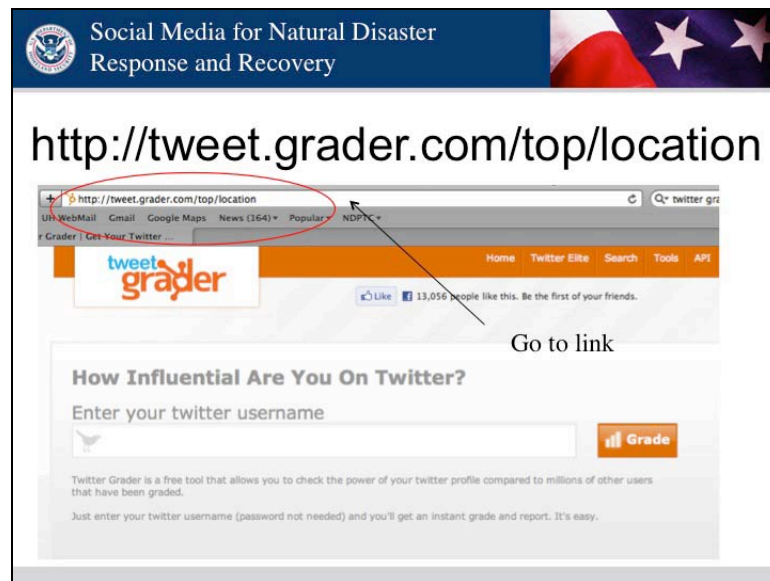 Social Media for Natural Disaster
Response and Recovery
http://tweet.grader.com/top/location
http://tweet.grader.com/top/location
twitter gra
UH WebMail Gmail Google Maps News (164) Popular NDPTC
r Grader | Get Your Twitter ...
tweet
grader
Home Twitter Elite Search Tools API
Like 13,056 people like this. Be the first of your friends.
Go to link
How Influential Are You On Twitter?
Enter your twitter username
Grade
Twitter Grader is a free tool that allows you to check the power of your twitter profile compared to millions of other users
that have been graded.
Just enter your twitter username (password not needed) and you'll get an instant grade and report. It's easy.